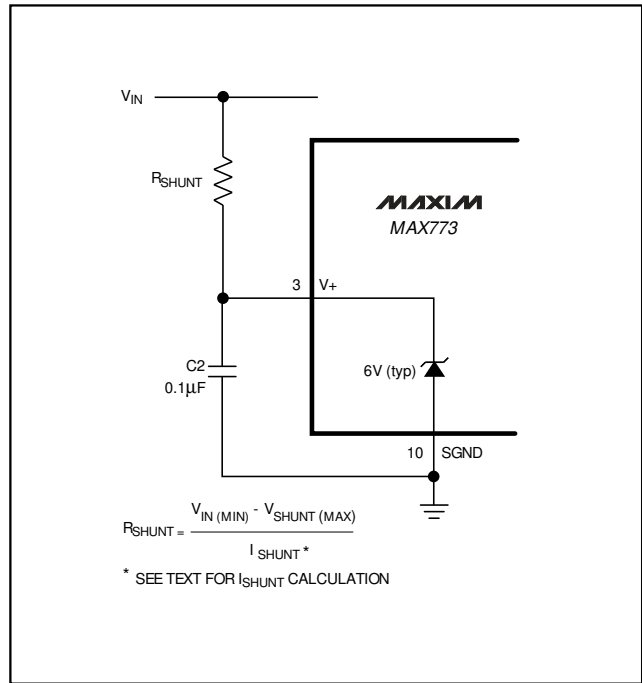 VIN
RSHUNT
MAXIM
MAX773
3 V+
C2
0.1µF
6V (typ)
10 SGND
RSHUNT = VIN (MIN) - VSHUNT (MAX)
I SHUNT *
* SEE TEXT FOR ISHUNT CALCULATION